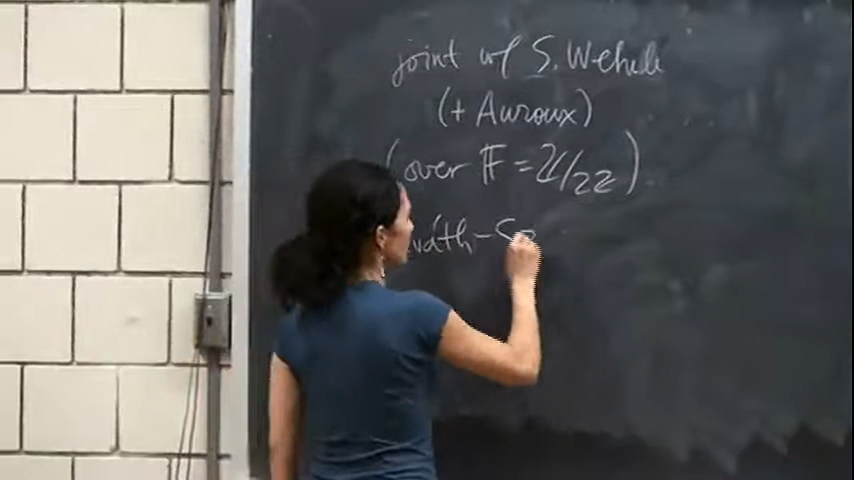 joint w/ S. Wehrli
(+ Auroux)
(over 𝔽 = ℤ/2ℤ)